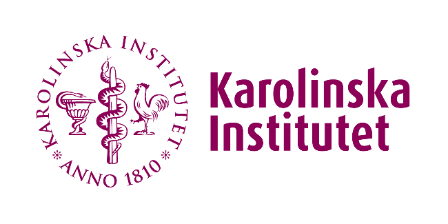 KAROLINSKA INSTITUTET
* ANNO 1810 *
Karolinska
Institutet